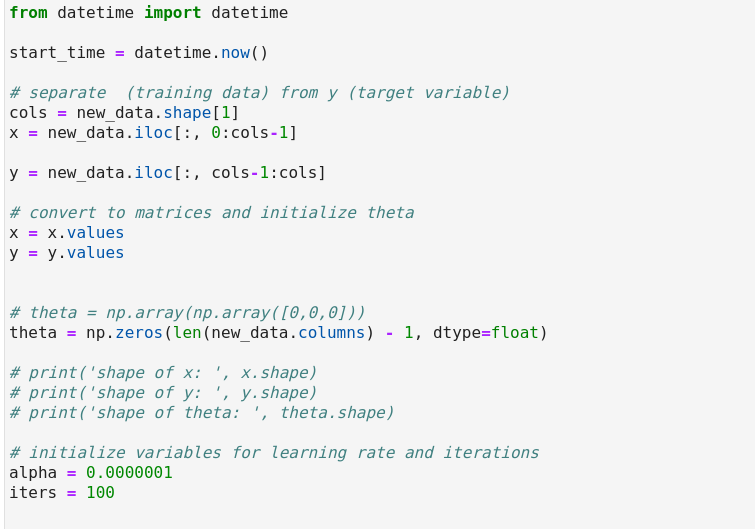 from datetime import datetime
start_time = datetime.now()
# separate  (training data) from y (target variable)
cols = new_data.shape[1]
x = new_data.iloc[:, 0:cols-1]
y = new_data.iloc[:, cols-1:cols]
# convert to matrices and initialize theta
x = x.values
y = y.values
# theta = np.array(np.array([0,0,0]))
theta = np.zeros(len(new_data.columns) - 1, dtype=float)
# print('shape of x: ', x.shape)
# print('shape of y: ', y.shape)
# print('shape of theta: ', theta.shape)
# initialize variables for learning rate and iterations
alpha = 0.0000001
iters = 100